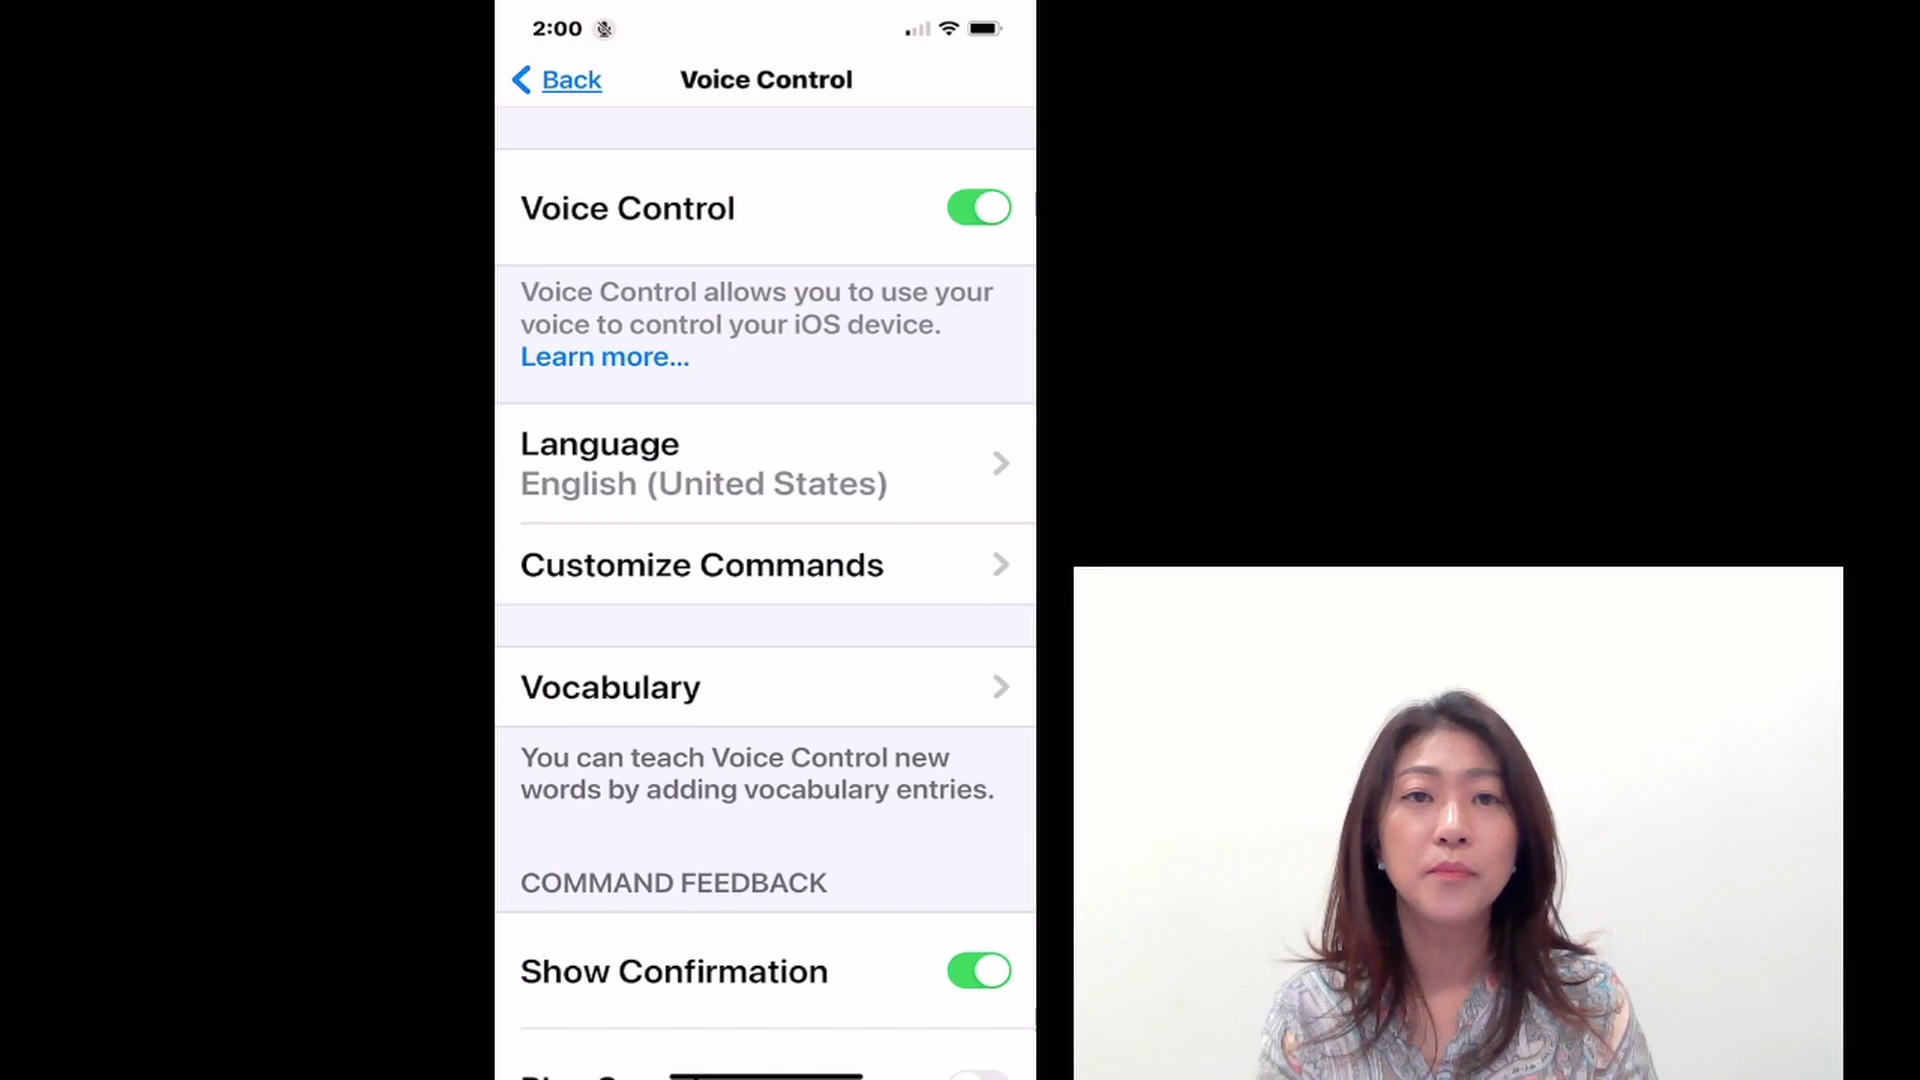 2:00
Back
Voice Control
Voice Control
Voice Control allows you to use your
voice to control your iOS device.
Learn more...
Language
English (United States)
Customize Commands
Vocabulary
You can teach Voice Control new
words by adding vocabulary entries.
COMMAND FEEDBACK
Show Confirmation